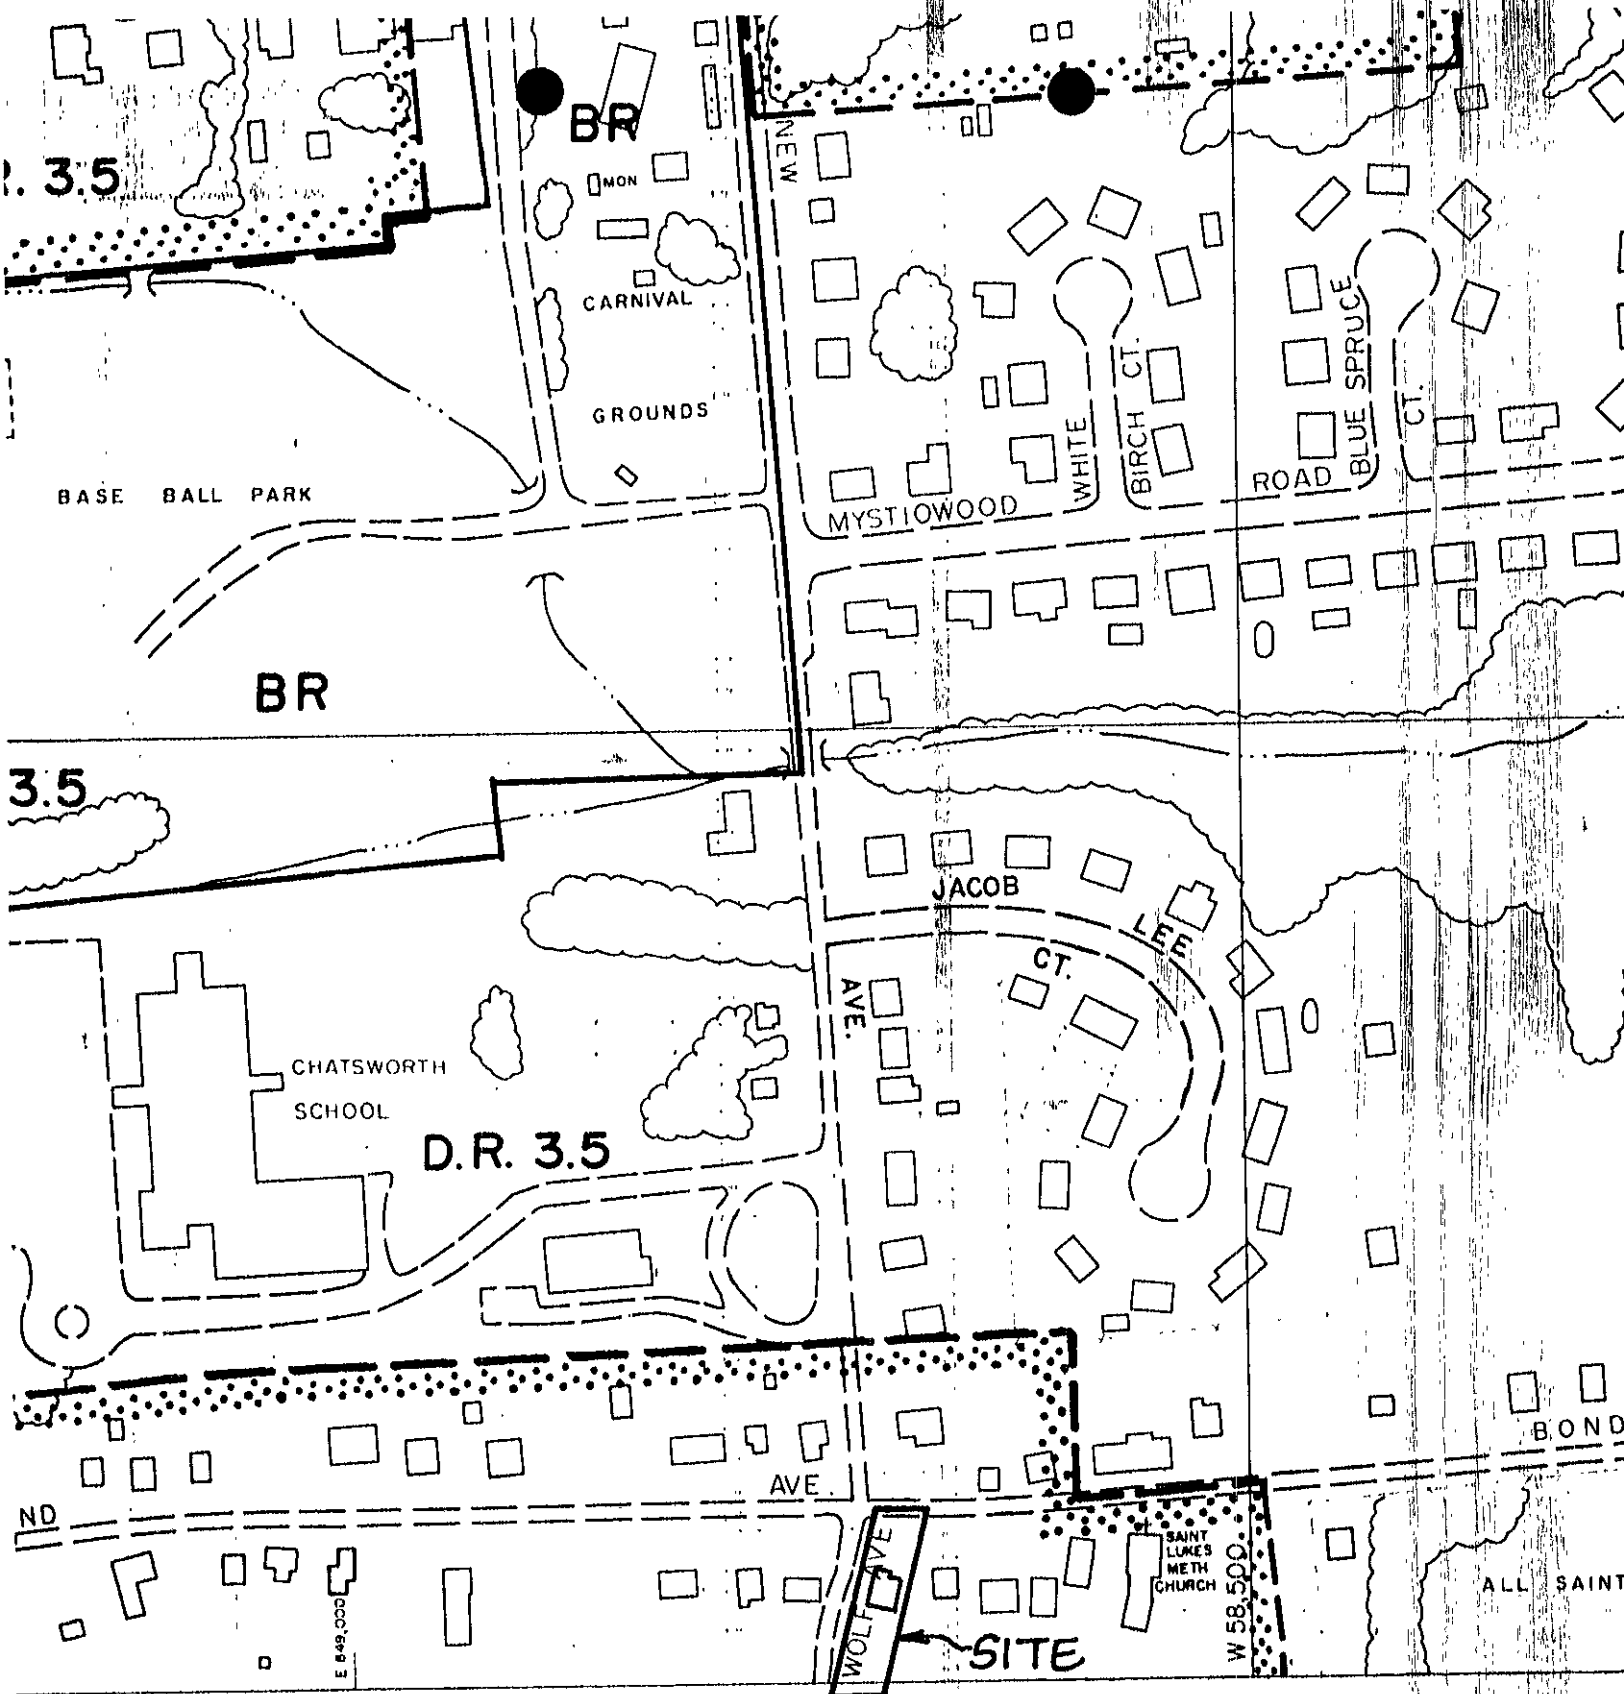 BR
NEW
. 3.5
MON
CARNIVAL
GROUNDS
WHITE
BIRCH CT.
BLUE SPRUCE
CT.
BASE BALL PARK
ROAD
MYSTIOWOOD
BR
3.5
JACOB
LEE
CT.
AVE.
CHATSWORTH
SCHOOL
D.R. 3.5
BOND
AVE.
ND
SAINT
LUKES
METH
CHURCH
WOLF AVE
W 58,500
E 849,000
ALL SAINT
SITE